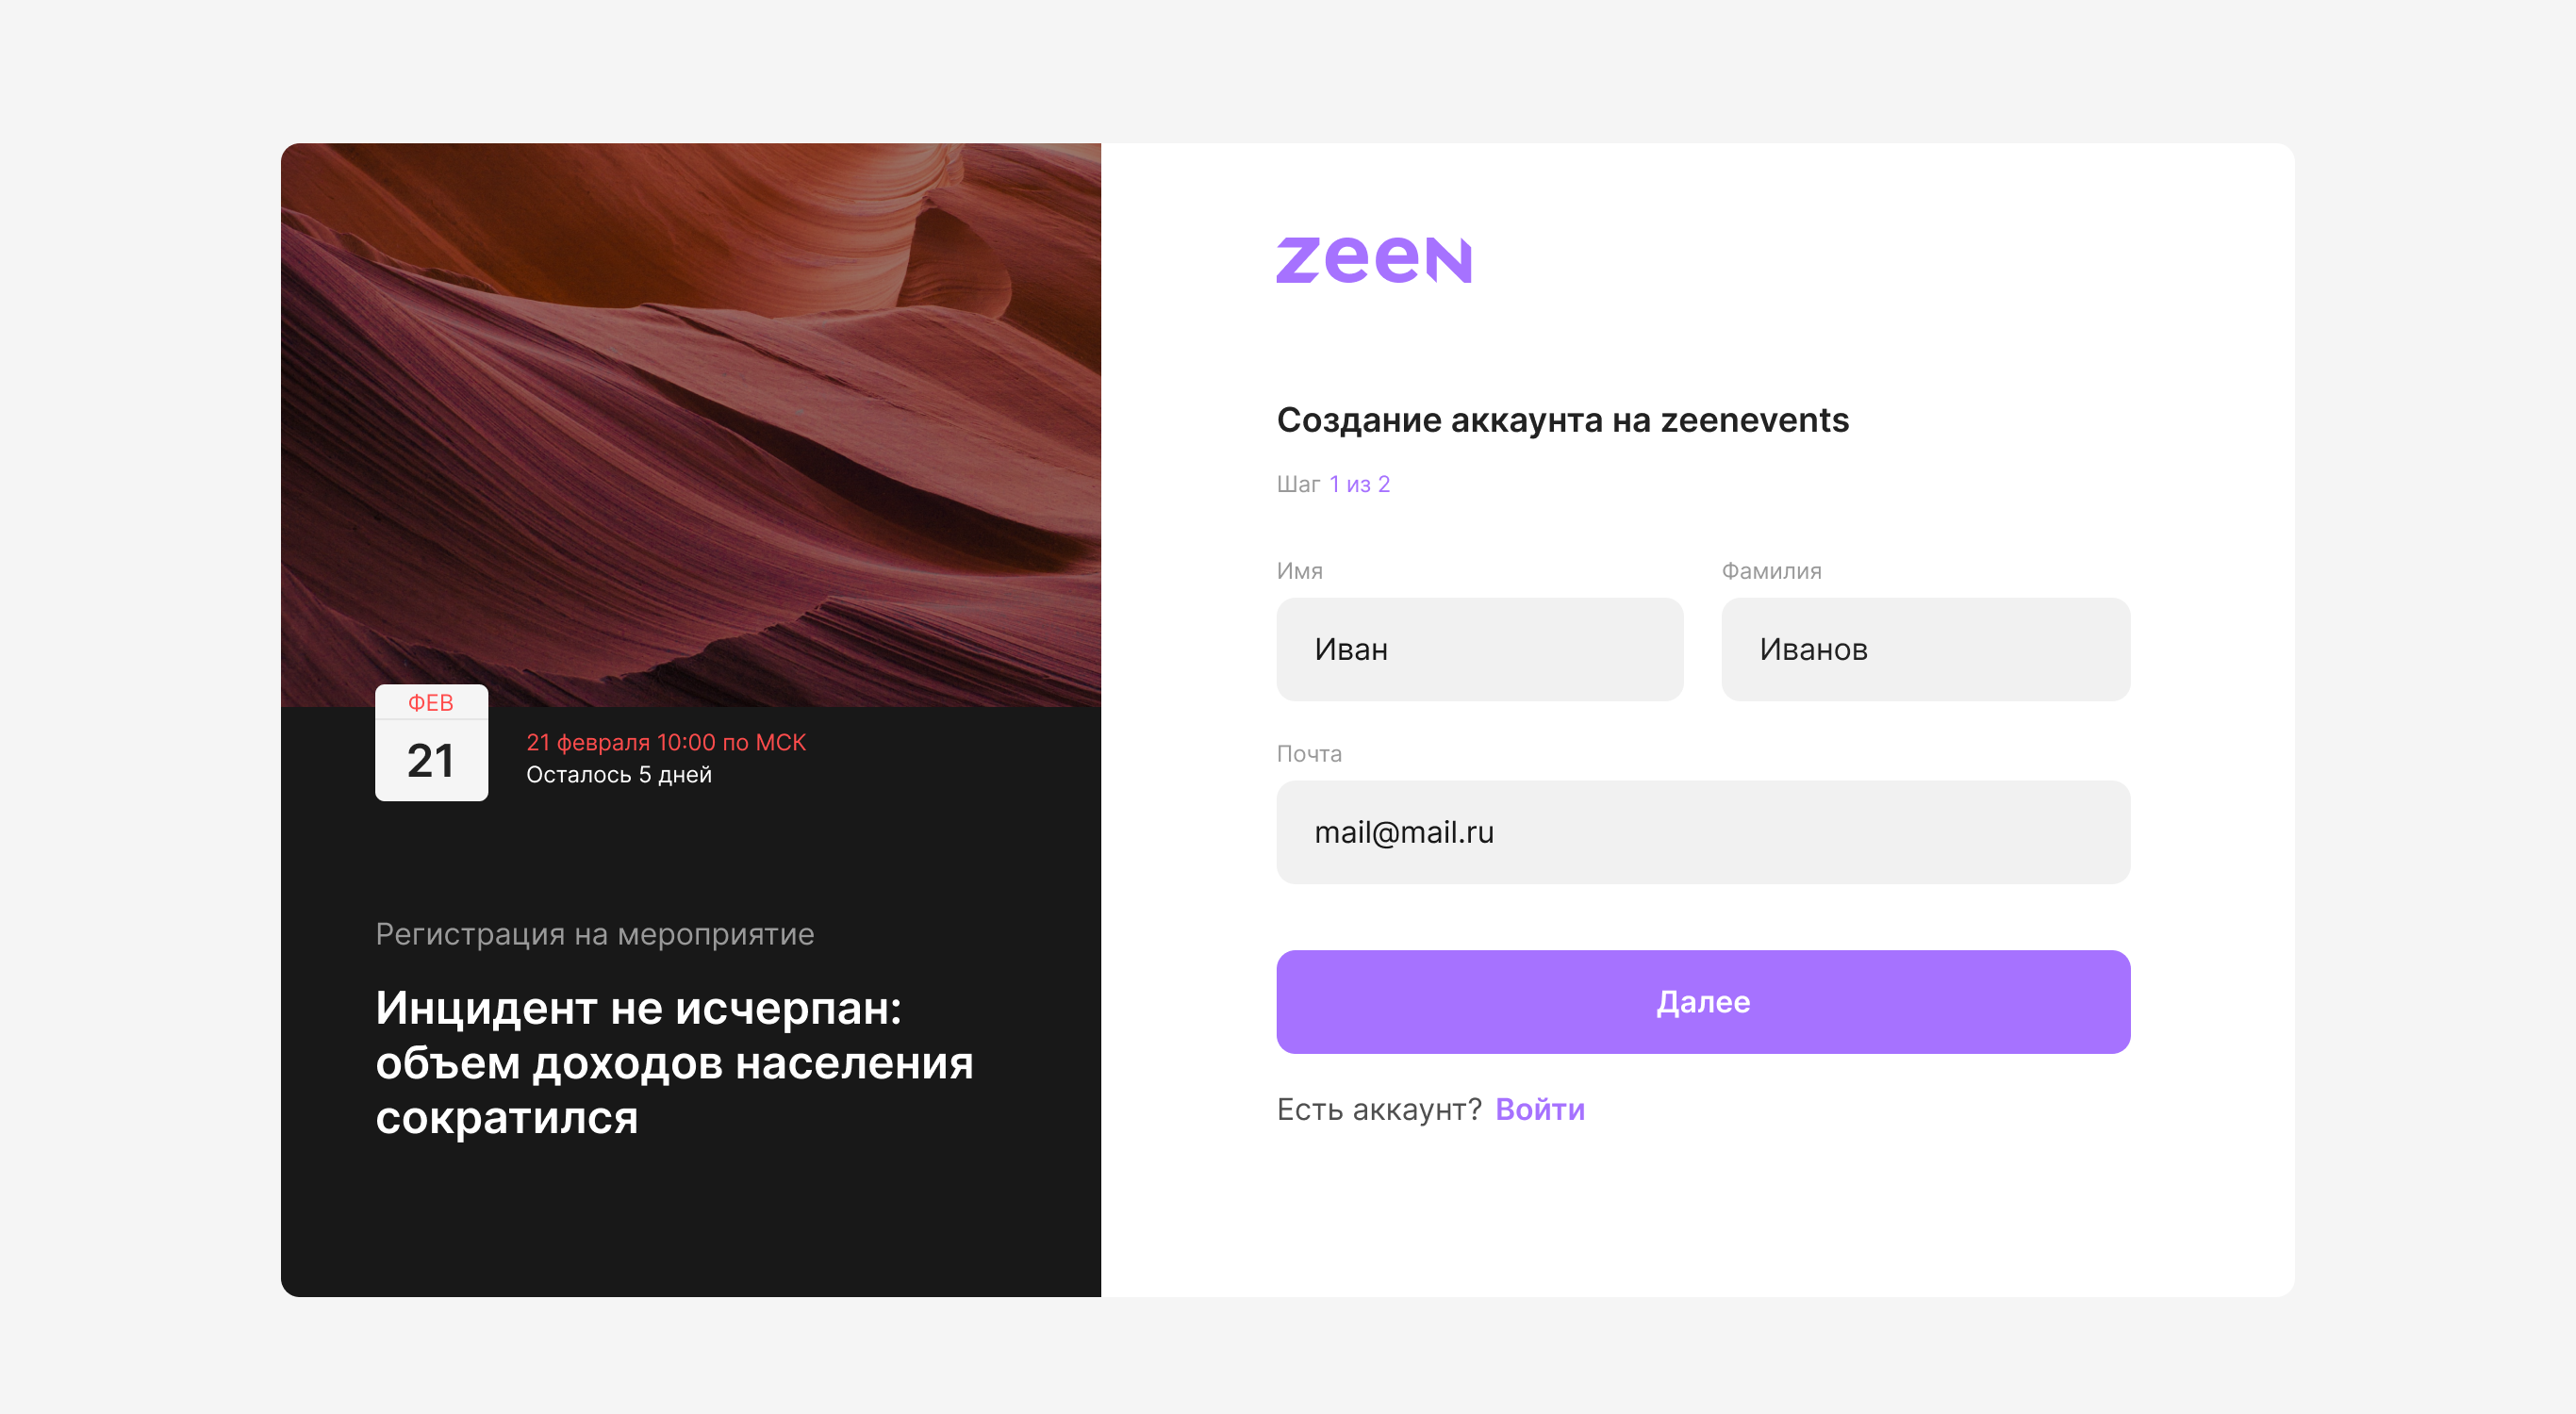 ФЕВ
21
21 февраля 10:00 по МСК
Осталось 5 дней
Регистрация на мероприятие
Инцидент не исчерпан:
объем доходов населения
сократился
zeen
Создание аккаунта на zeenevents
Шаг 1 из 2
Имя
Фамилия
Иван
Иванов
Почта
mail@mail.ru
Далее
Есть аккаунт? Войти